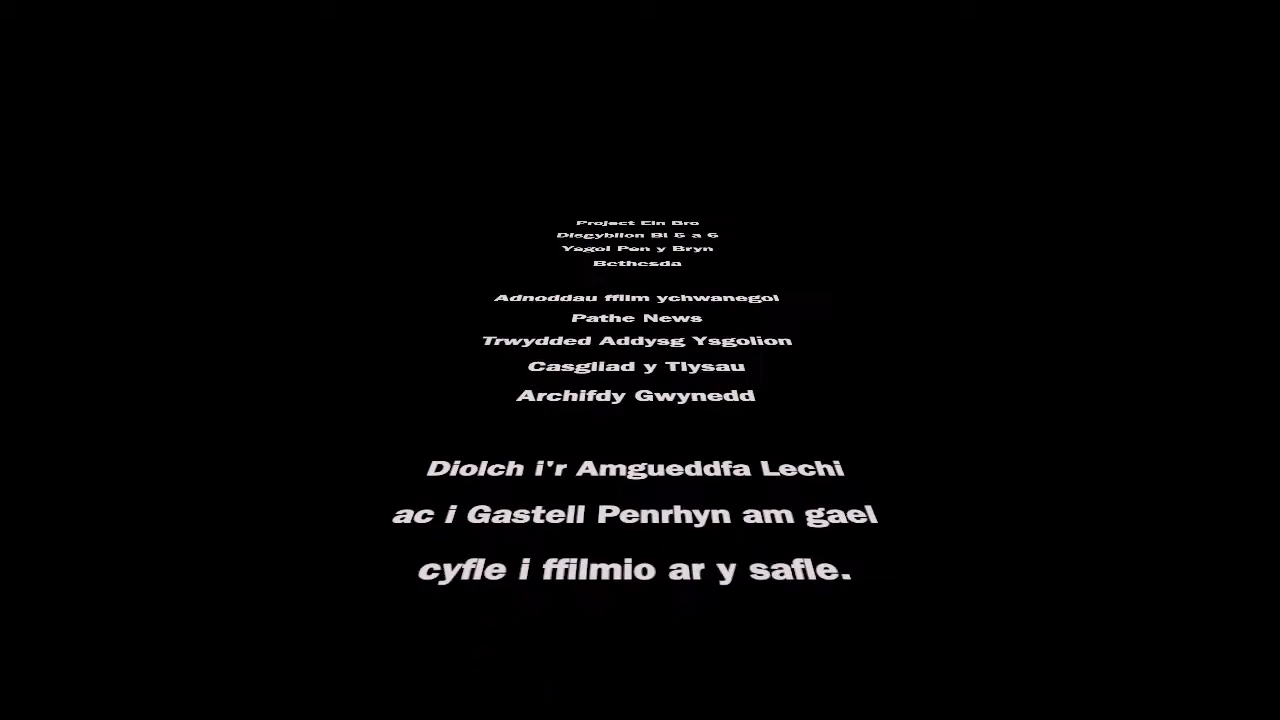 Project Ein Bro
Disgyblion Bl 5 a 6
Ysgol Pen y Bryn
Bethesda
Adnoddau ffilm ychwanegol
Pathe News
Trwydded Addysg Ysgolion
Casgliad y Tlysau
Archifdy Gwynedd
Diolch i'r Amgueddfa Lechi
ac i Gastell Penrhyn am gael
cyfle i ffilmio ar y safle.